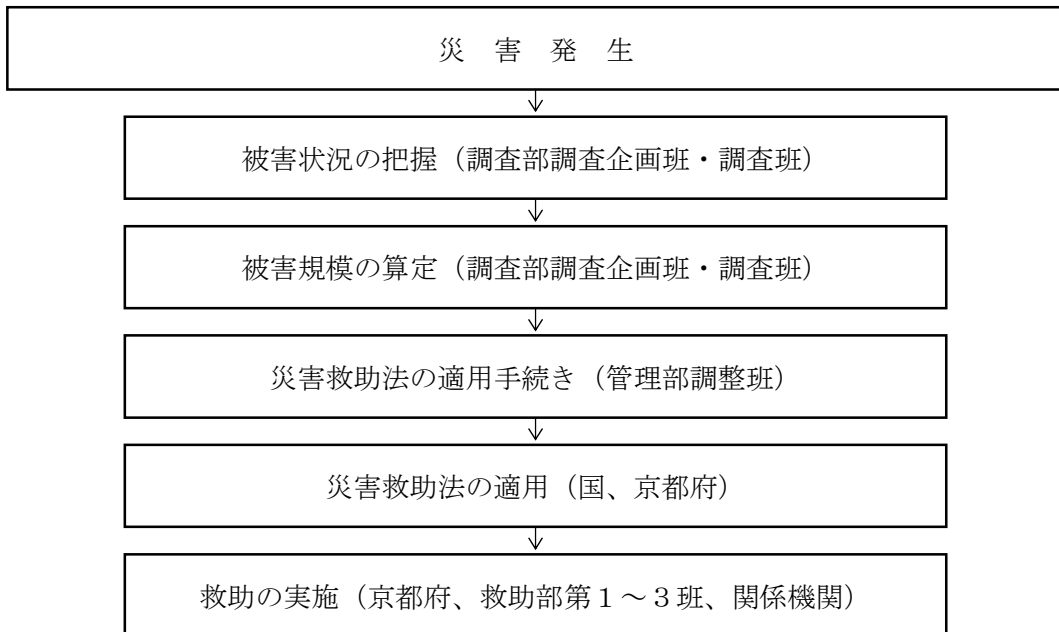 災　害　発　生
被害状況の把握（調査部調査企画班・調査班）
被害規模の算定（調査部調査企画班・調査班）
災害救助法の適用手続き（管理部調整班）
災害救助法の適用（国、京都府）
救助の実施（京都府、救助部第１～３班、関係機関）